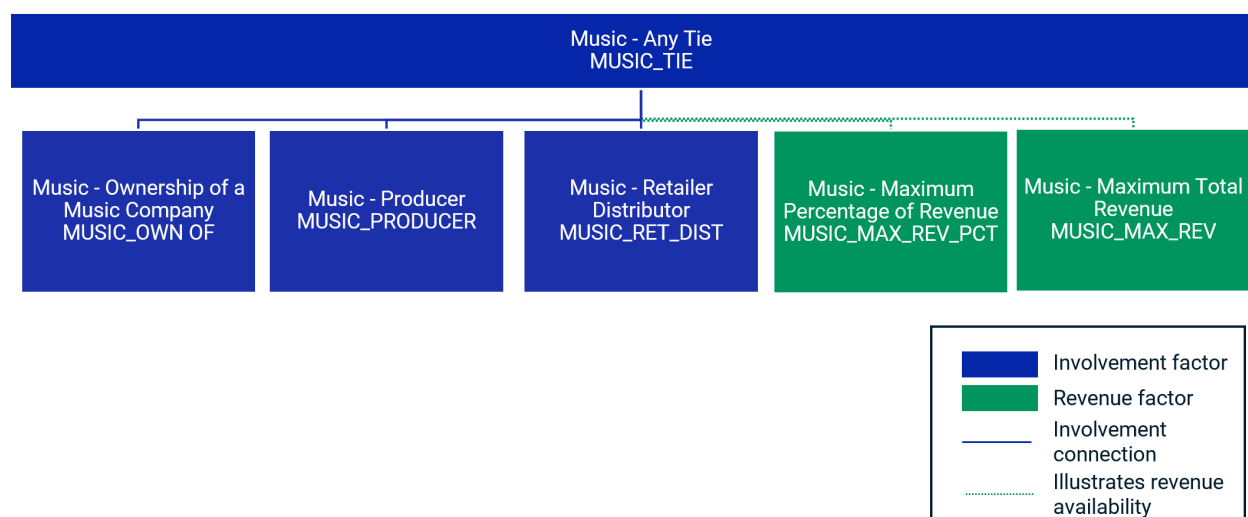 Music - Any Tie
MUSIC_TIE
Music - Ownership of a
Music Company
MUSIC_OWN OF
Music - Producer
MUSIC_PRODUCER
Music - Retailer
Distributor
MUSIC_RET_DIST
Music - Maximum
Percentage of Revenue
MUSIC_MAX_REV_PCT
Music - Maximum Total
Revenue
MUSIC_MAX_REV
Involvement factor
Revenue factor
Involvement
connection
Illustrates revenue
availability